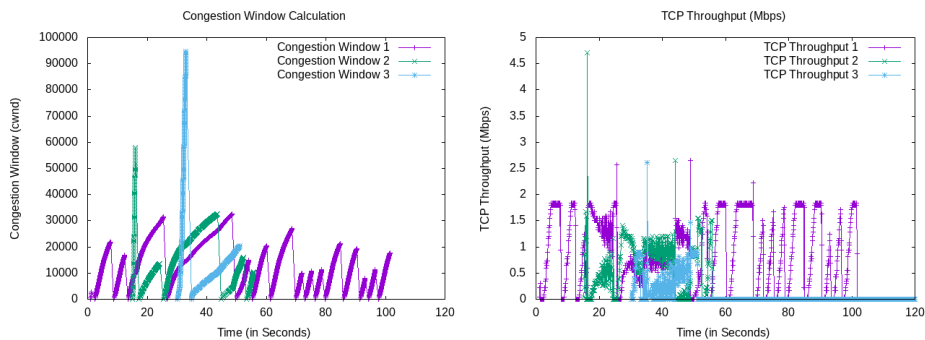 Congestion Window Calculation
Congestion Window (cwnd)
100000
90000
80000
70000
60000
50000
40000
30000
20000
10000
0
Congestion Window 1
Congestion Window 2
Congestion Window 3
0 20 40 60 80 100 120
Time (in Seconds)
TCP Throughput (Mbps)
TCP Throughput (Mbps)
5
4.5
4
3.5
3
2.5
2
1.5
1
0.5
0
TCP Throughput 1
TCP Throughput 2
TCP Throughput 3
0 20 40 60 80 100 120
Time (in Seconds)